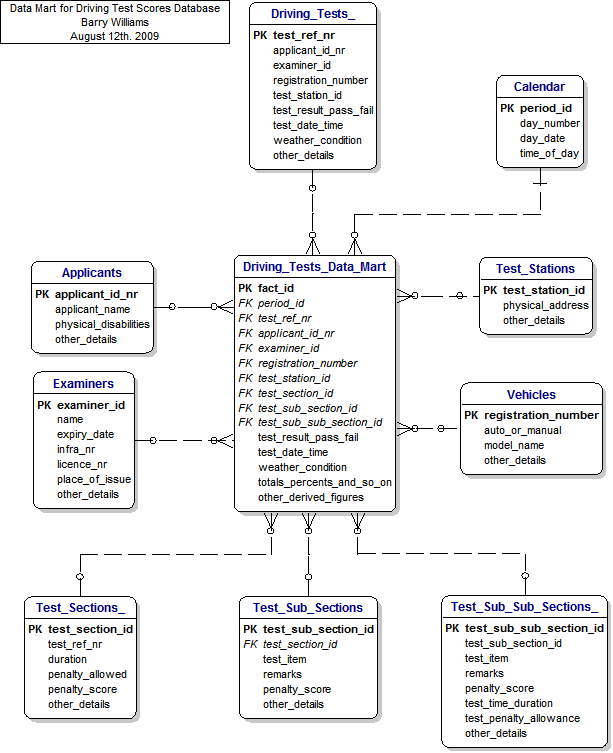 Data Mart for Driving Test Scores Database
Barry Williams
August 12th. 2009
Driving_Tests_
PK test_ref_nr
applicant_id_nr
examiner_id
registration_number
test_station_id
test_result_pass_fail
test_date_time
weather_condition
other_details
Calendar
PK period_id
day_number
day_date
time_of_day
Applicants
PK applicant_id_nr
applicant_name
physical_disabilities
other_details
Driving_Tests_Data_Mart
PK fact_id
FK period_id
FK test_ref_nr
FK applicant_id_nr
FK examiner_id
FK registration_number
FK test_station_id
FK test_section_id
FK test_sub_section_id
FK test_sub_sub_section_id
test_result_pass_fail
test_date_time
weather_condition
totals_percents_and_so_on
other_derived_figures
Test_Stations
PK test_station_id
physical_address
other_details
Examiners
PK examiner_id
name
expiry_date
infra_nr
licence_nr
place_of_issue
other_details
Vehicles
PK registration_number
auto_or_manual
model_name
other_details
Test_Sections_
PK test_section_id
test_ref_nr
duration
penalty_allowed
penalty_score
other_details
Test_Sub_Sections
PK test_sub_section_id
FK test_section_id
test_item
remarks
penalty_score
other_details
Test_Sub_Sub_Sections_
PK test_sub_sub_section_id
test_sub_section_id
test_item
remarks
penalty_score
test_time_duration
test_penalty_allowance
other_details